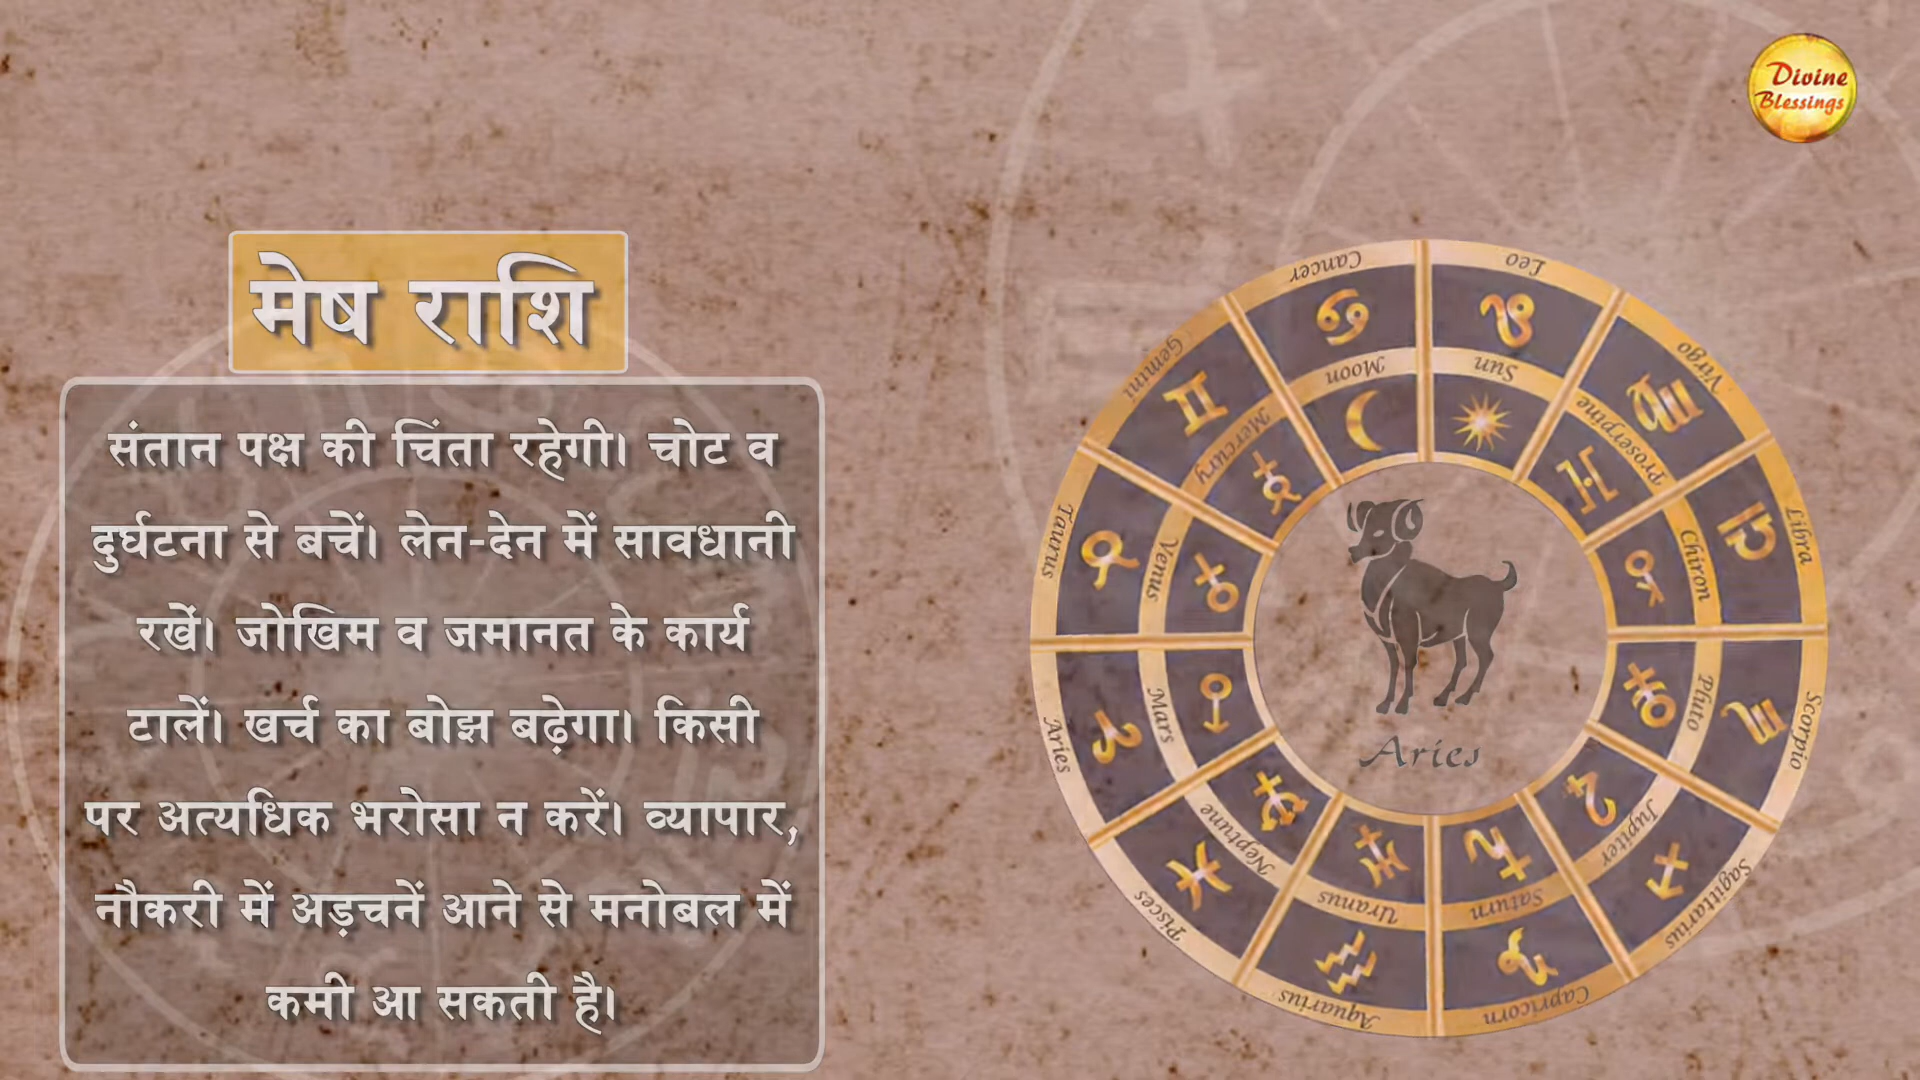 Divine
Blessings
मेष राशि
संतान पक्ष की चिंता रहेगी। चोट व
दुर्घटना से बचें। लेन-देन में सावधानी
रखें। जोखिम व जमानत के कार्य
टालें। खर्च का बोझ बढ़ेगा। किसी
पर अत्यधिक भरोसा न करें। व्यापार,
नौकरी में अड़चनें आने से मनोबल में
कमी आ सकती है।
Cancer
Leo
Virgo
Libra
Scorpio
Sagittarius
Capricorn
Aquarius
Pisces
Aries
Taurus
Gemini
Moon
Sun
Proserpine
Chiron
Pluto
Jupiter
Saturn
Uranus
Neptune
Mars
Venus
Mercury
Aries